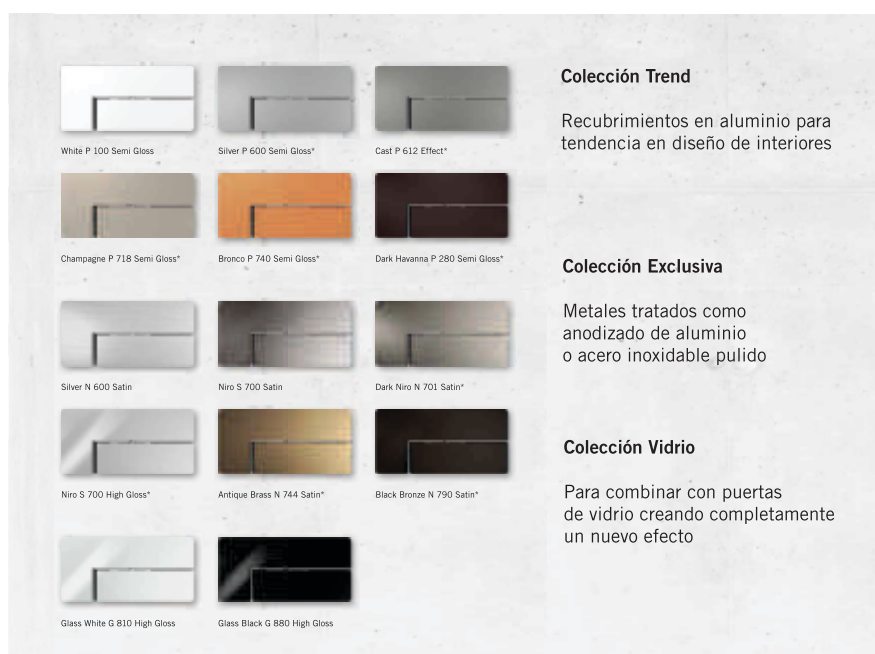 White P 100 Semi Gloss
Silver P 600 Semi Gloss*
Cast P 612 Effect*
Champagne P 718 Semi Gloss*
Bronco P 740 Semi Gloss*
Dark Havanna P 280 Semi Gloss*
Silver N 600 Satin
Niro S 700 Satin
Dark Niro N 701 Satin*
Niro S 700 High Gloss*
Antique Brass N 744 Satin*
Black Bronze N 790 Satin*
Glass White G 810 High Gloss
Glass Black G 880 High Gloss
Colección Trend
Recubrimientos en aluminio para
tendencia en diseño de interiores
Colección Exclusiva
Metales tratados como
anodizado de aluminio
o acero inoxidable pulido
Colección Vidrio
Para combinar con puertas
de vidrio creando completamente
un nuevo efecto